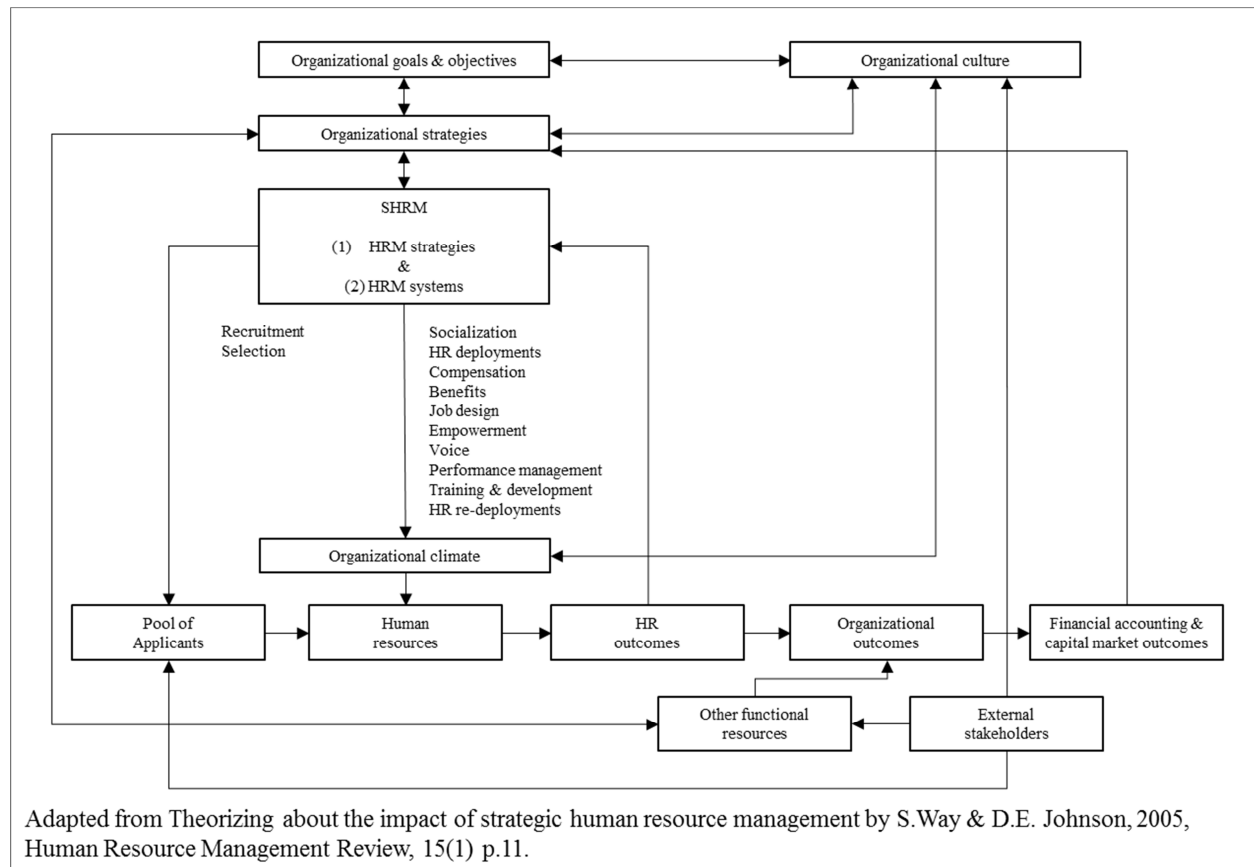 Organizational goals & objectives
Organizational culture
Organizational strategies
SHRM
(1) HRM strategies
&
(2) HRM systems
Recruitment
Selection
Socialization
HR deployments
Compensation
Benefits
Job design
Empowerment
Voice
Performance management
Training & development
HR re-deployments
Organizational climate
Pool of
Applicants
Human
resources
HR
outcomes
Organizational
outcomes
Financial accounting &
capital market outcomes
Other functional
resources
External
stakeholders
Adapted from Theorizing about the impact of strategic human resource management by S.Way & D.E. Johnson, 2005,
Human Resource Management Review, 15(1) p.11.